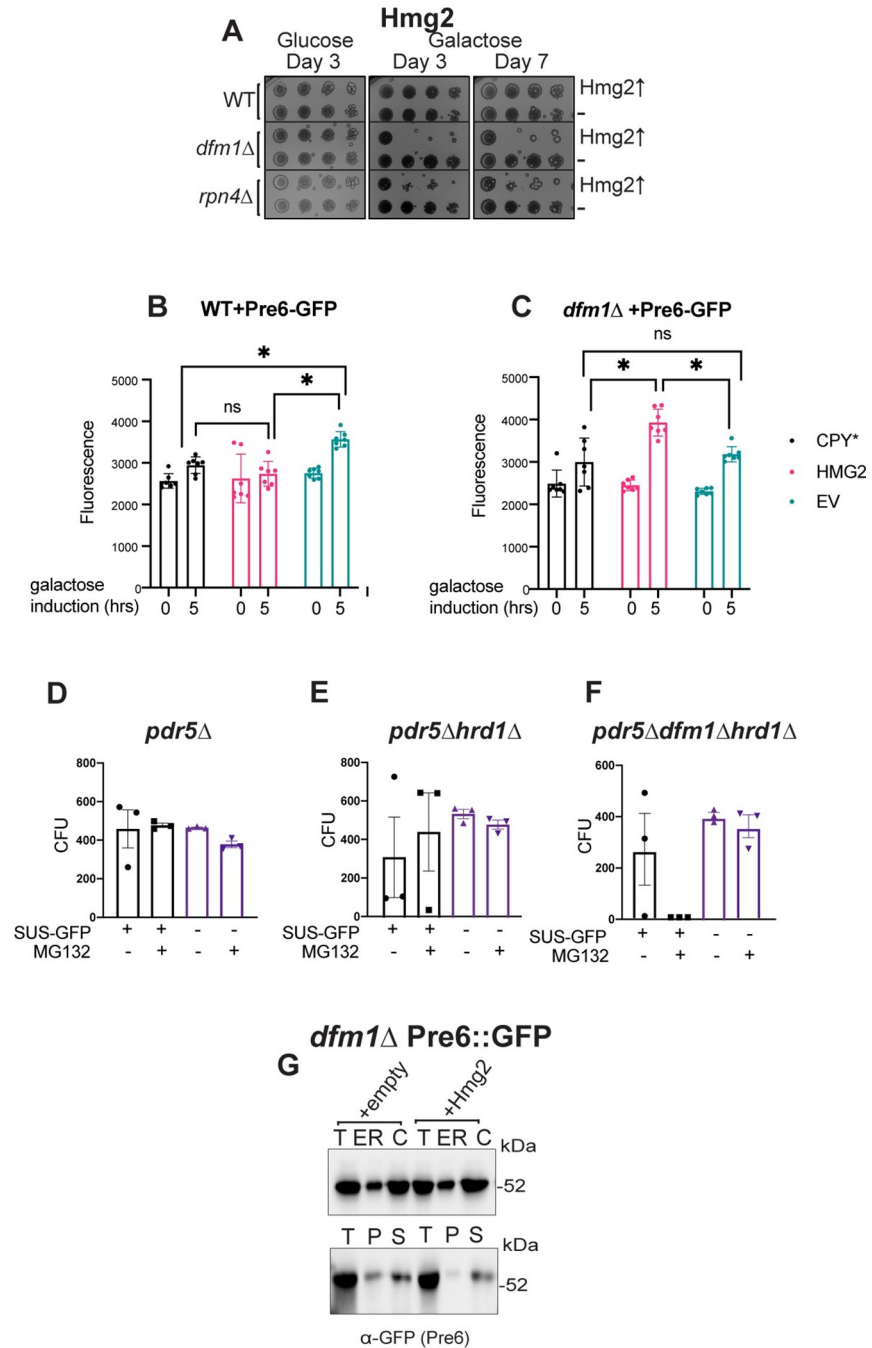 Hmg2
A
Glucose
Galactose
Day 3
Day 3
Day 7
WT
Hmg2↑
-
dfm1Δ
Hmg2↑
-
rpn4Δ
Hmg2↑
-
B
WT+Pre6-GFP
*
*
ns
Fluorescence
5000
4000
3000
2000
1000
0
galactose
induction (hrs)
0 5 0 5 0 5
C
dfm1Δ +Pre6-GFP
ns
*
*
Fluorescence
5000
4000
3000
2000
1000
0
galactose
induction (hrs)
0 5 0 5 0 5
CPY*
HMG2
EV
D
pdr5Δ
CFU
800
600
400
200
0
SUS-GFP + + - -
MG132 - + - +
E
pdr5Δhrd1Δ
CFU
800
600
400
200
0
SUS-GFP + + - -
MG132 - + - +
F
pdr5Δdfm1Δhrd1Δ
CFU
600
400
200
0
SUS-GFP + + - -
MG132 - + - +
dfm1Δ Pre6::GFP
G
+empty
+Hmg2
T ER C T ER C
kDa
-52
T P S T P S
kDa
-52
α-GFP (Pre6)